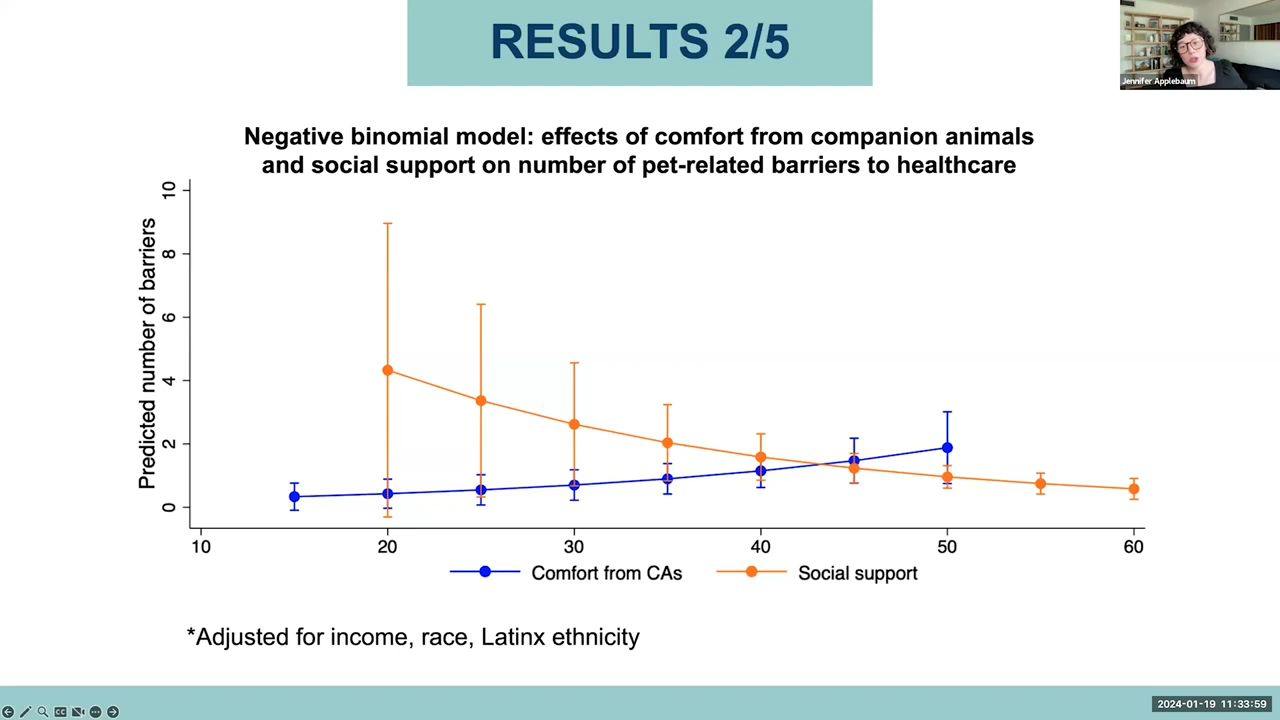 RESULTS 2/5
Jennifer Applebaum
Negative binomial model: effects of comfort from companion animals
and social support on number of pet-related barriers to healthcare
Predicted number of barriers
10
8
6
4
2
0
10 20 30 40 50 60
Comfort from CAs Social support
*Adjusted for income, race, Latinx ethnicity
CC
2024-01-19 11:33:59